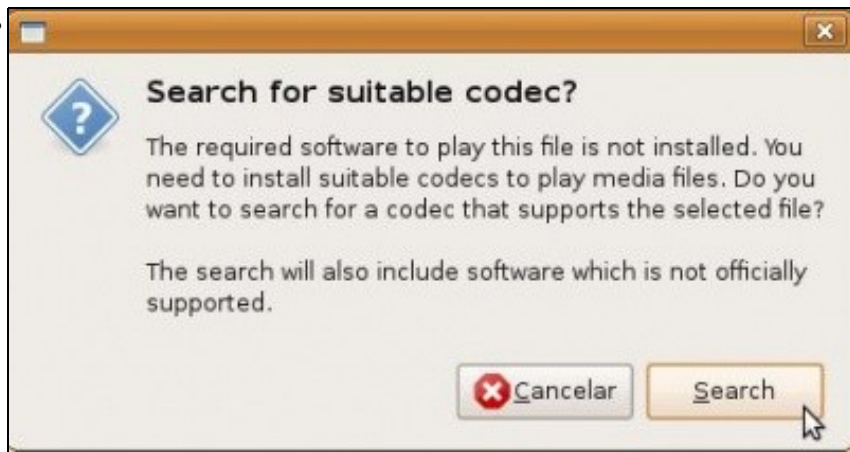 Search for suitable codec?
The required software to play this file is not installed. You
need to install suitable codecs to play media files. Do you
want to search for a codec that supports the selected file?
The search will also include software which is not officially
supported.
Cancelar
Search